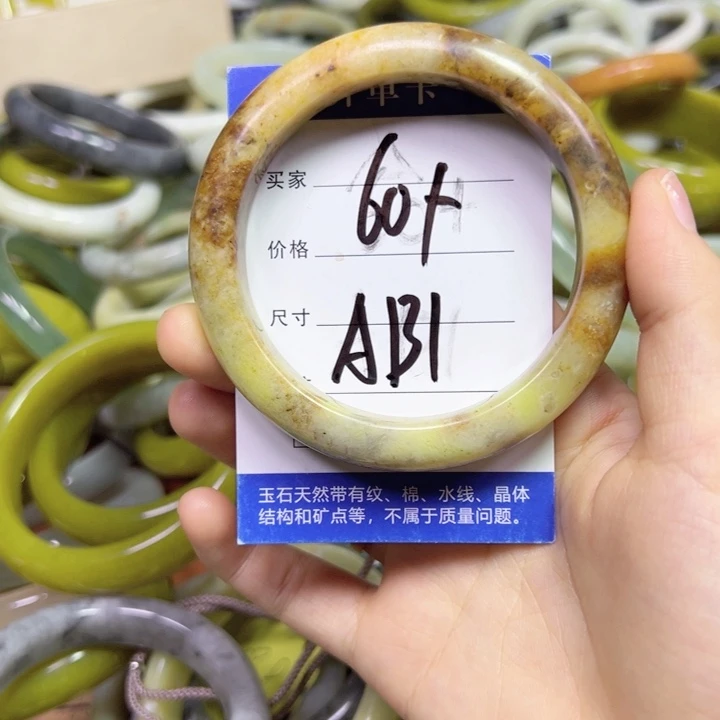 单卡
买家
60+
价格
尺寸
AB1
玉石天然带有纹、棉、水线、晶体
结构和矿点等，不属于质量问题。